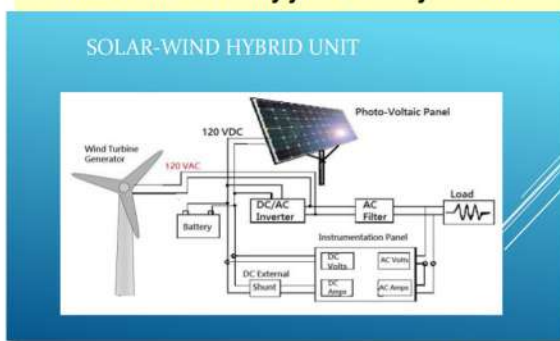 SOLAR-WIND HYBRID UNIT
Photo-Voltaic Panel
120 VDC
Wind Turbine
Generator
120 VAC
Load
DC/AC
Inverter
AC
Filter
Battery
Instrumentation Panel
DC
Volts
AC Volts
DC External
Shunt
DC
Amps
AC Amps